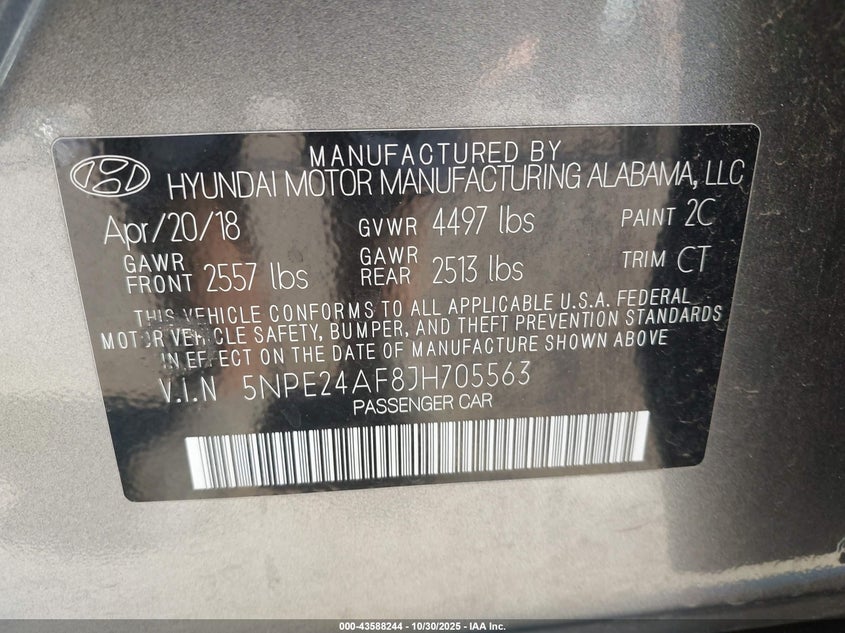 MANUFACTURED BY
HYUNDAI MOTOR MANUFACTURING ALABAMA, LLC
Apr/20/18 GVWR 4497 lbs PAINT 2C
GAWR FRONT 2557 lbs GAWR REAR 2513 lbs TRIM CT
THIS VEHICLE CONFORMS TO ALL APPLICABLE U.S.A. FEDERAL
MOTOR VEHICLE SAFETY, BUMPER, AND THEFT PREVENTION STANDARDS
IN EFFECT ON THE DATE OF MANUFACTURE SHOWN ABOVE
V.I.N 5NPE24AF8JH705563
PASSENGER CAR
000-43588244 - 10/30/2025 - IAA Inc.